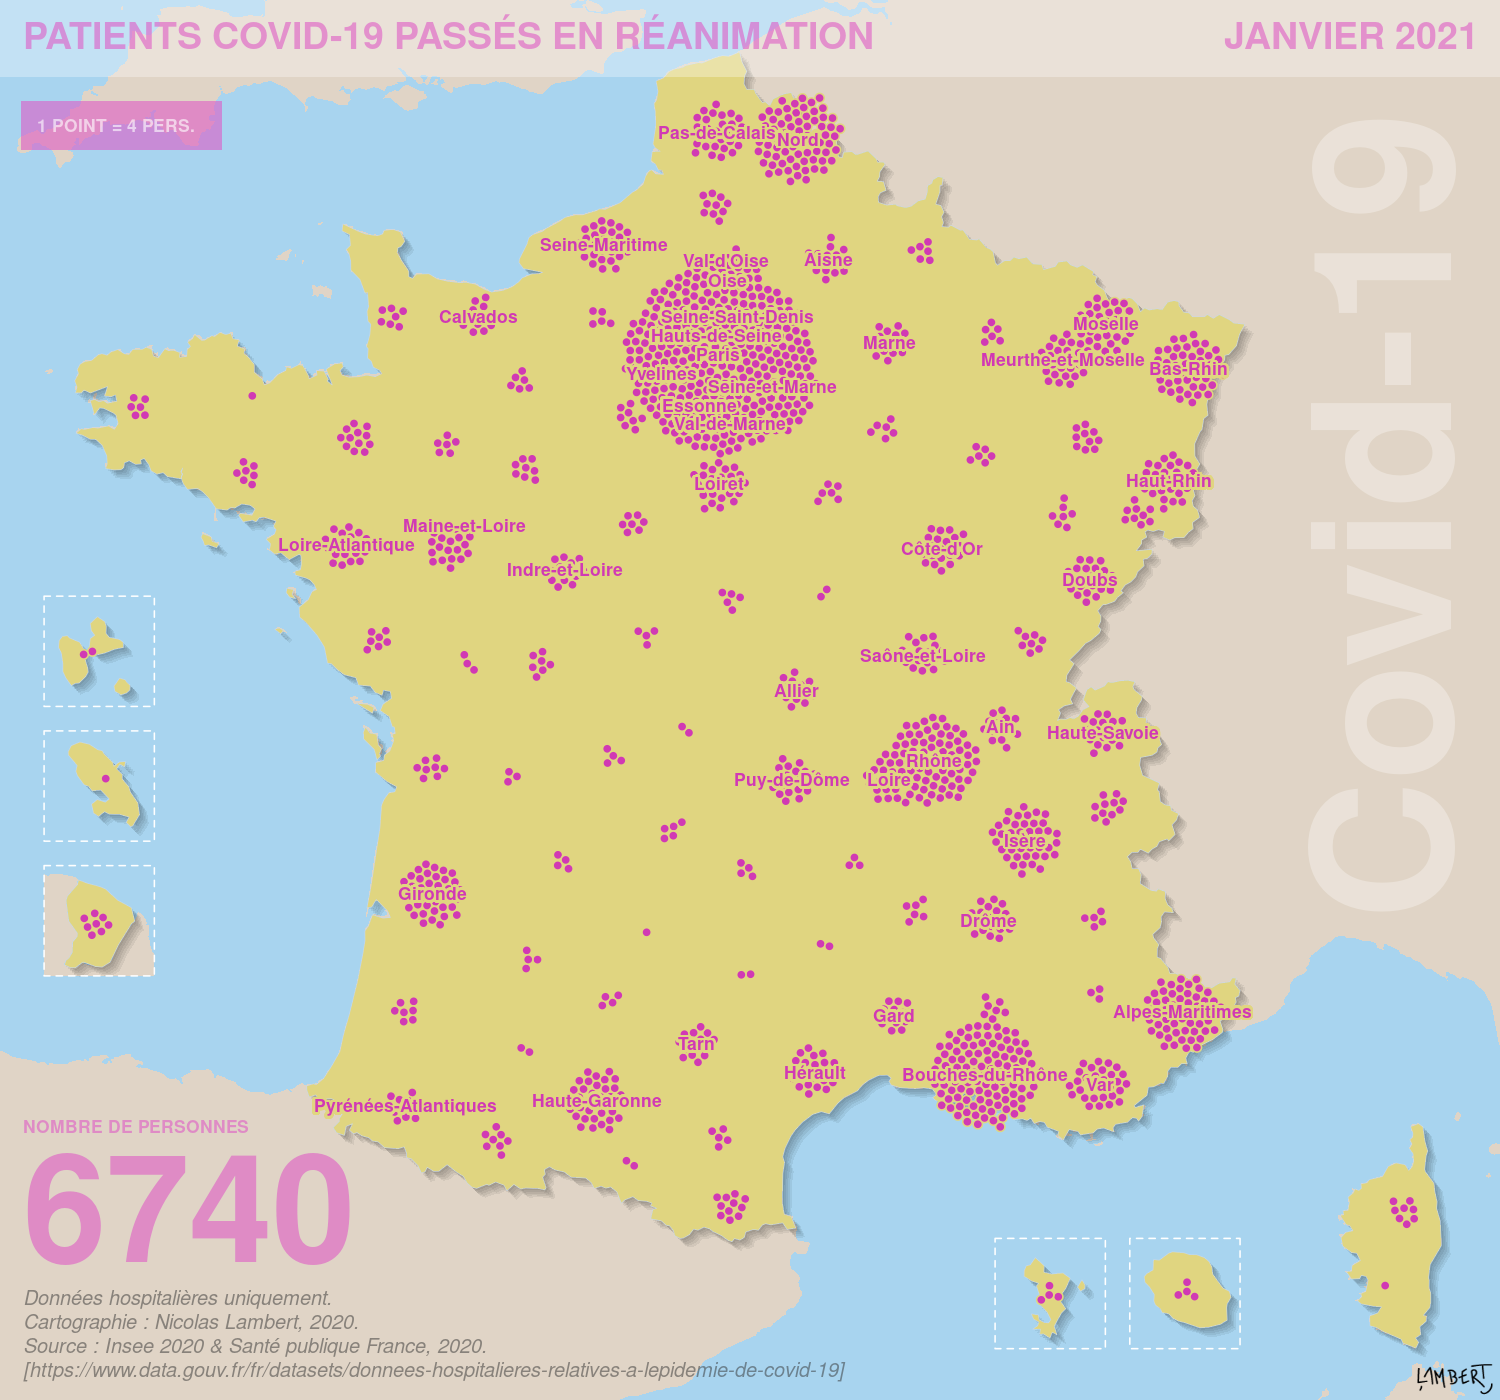 PATIENTS COVID-19 PASSÉS EN RÉANIMATION
JANVIER 2021
1 POINT = 4 PERS.
Covid-19
Pas-de-Calais
Nord
Seine-Maritime
Val-d'Oise
Aisne
Oise
Calvados
Seine-Saint-Denis
Moselle
Hauts-de-Seine
Marne
Paris
Meurthe-et-Moselle
Bas-Rhin
Yvelines
Seine-et-Marne
Essonne
Val-de-Marne
Loiret
Haut-Rhin
Maine-et-Loire
Loire-Atlantique
Côte-d'Or
Indre-et-Loire
Doubs
Saône-et-Loire
Allier
Ain
Haute-Savoie
Rhône
Puy-de-Dôme
Loire
Isère
Gironde
Drôme
Alpes-Maritimes
Gard
Tarn
Hérault
Bouches-du-Rhône
Var
Haute-Garonne
Pyrénées-Atlantiques
NOMBRE DE PERSONNES
6740
Données hospitalières uniquement.
Cartographie : Nicolas Lambert, 2020.
Source : Insee 2020 & Santé publique France, 2020.
[https://www.data.gouv.fr/fr/datasets/donnees-hospitalieres-relatives-a-lepidemie-de-covid-19]
LAMBERT